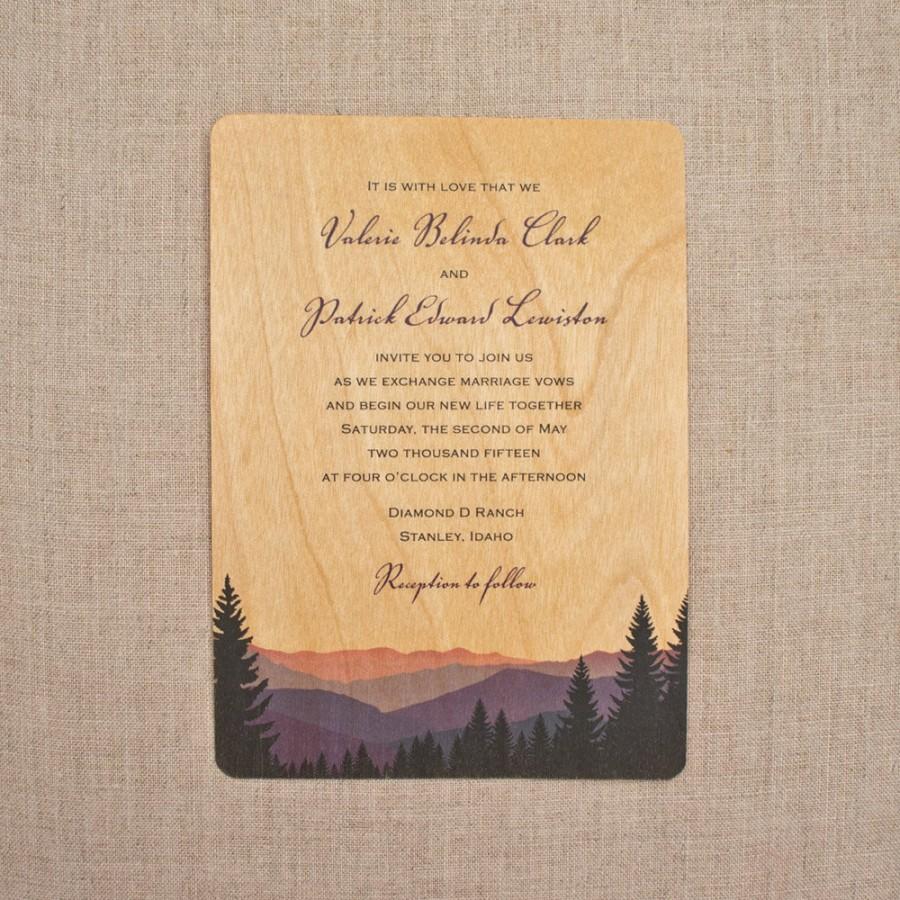 It is with love that we
Valerie Belinda Clark
and
Patrick Edward Lewiston
invite you to join us
as we exchange marriage vows
and begin our new life together
Saturday, the second of May
two thousand fifteen
at four o'clock in the afternoon
Diamond D Ranch
Stanley, Idaho
Reception to follow